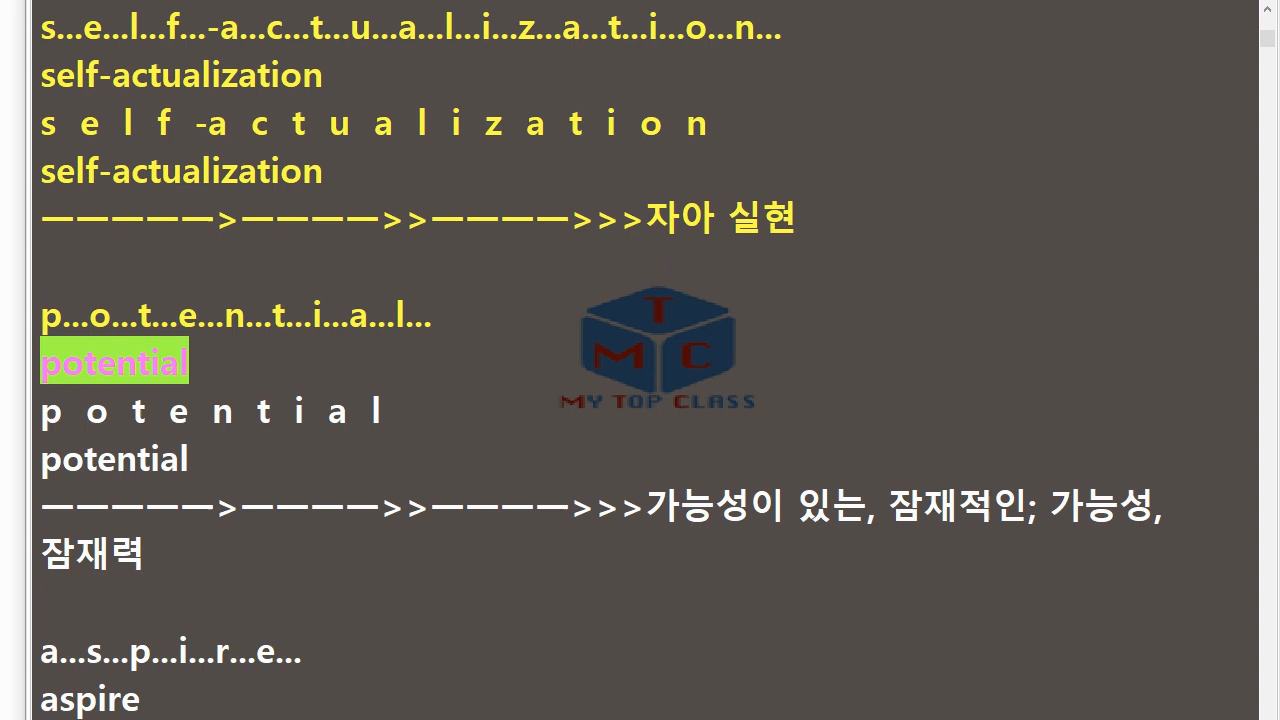 s...e...l...f...-a...c...t...u...a...l...i...z...a...t...i...o...n...
self-actualization
s e l f -a c t u a l i z a t i o n
self-actualization
—————>————>>————>>>자아 실현
p...o...t...e...n...t...i...a...l...
potential
p o t e n t i a l
potential
—————>————>>————>>>가능성이 있는, 잠재적인; 가능성,
잠재력
a...s...p...i...r...e...
aspire
T
M C
MY TOP CLASS